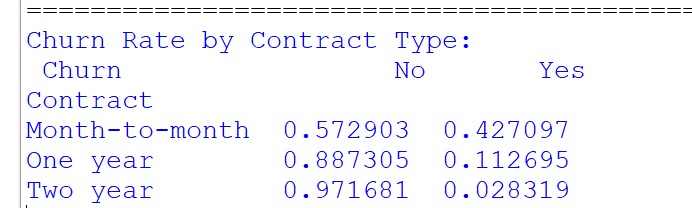 ============================================
Churn Rate by Contract Type:
Churn No Yes
Contract
Month-to-month 0.572903 0.427097
One year 0.887305 0.112695
Two year 0.971681 0.028319